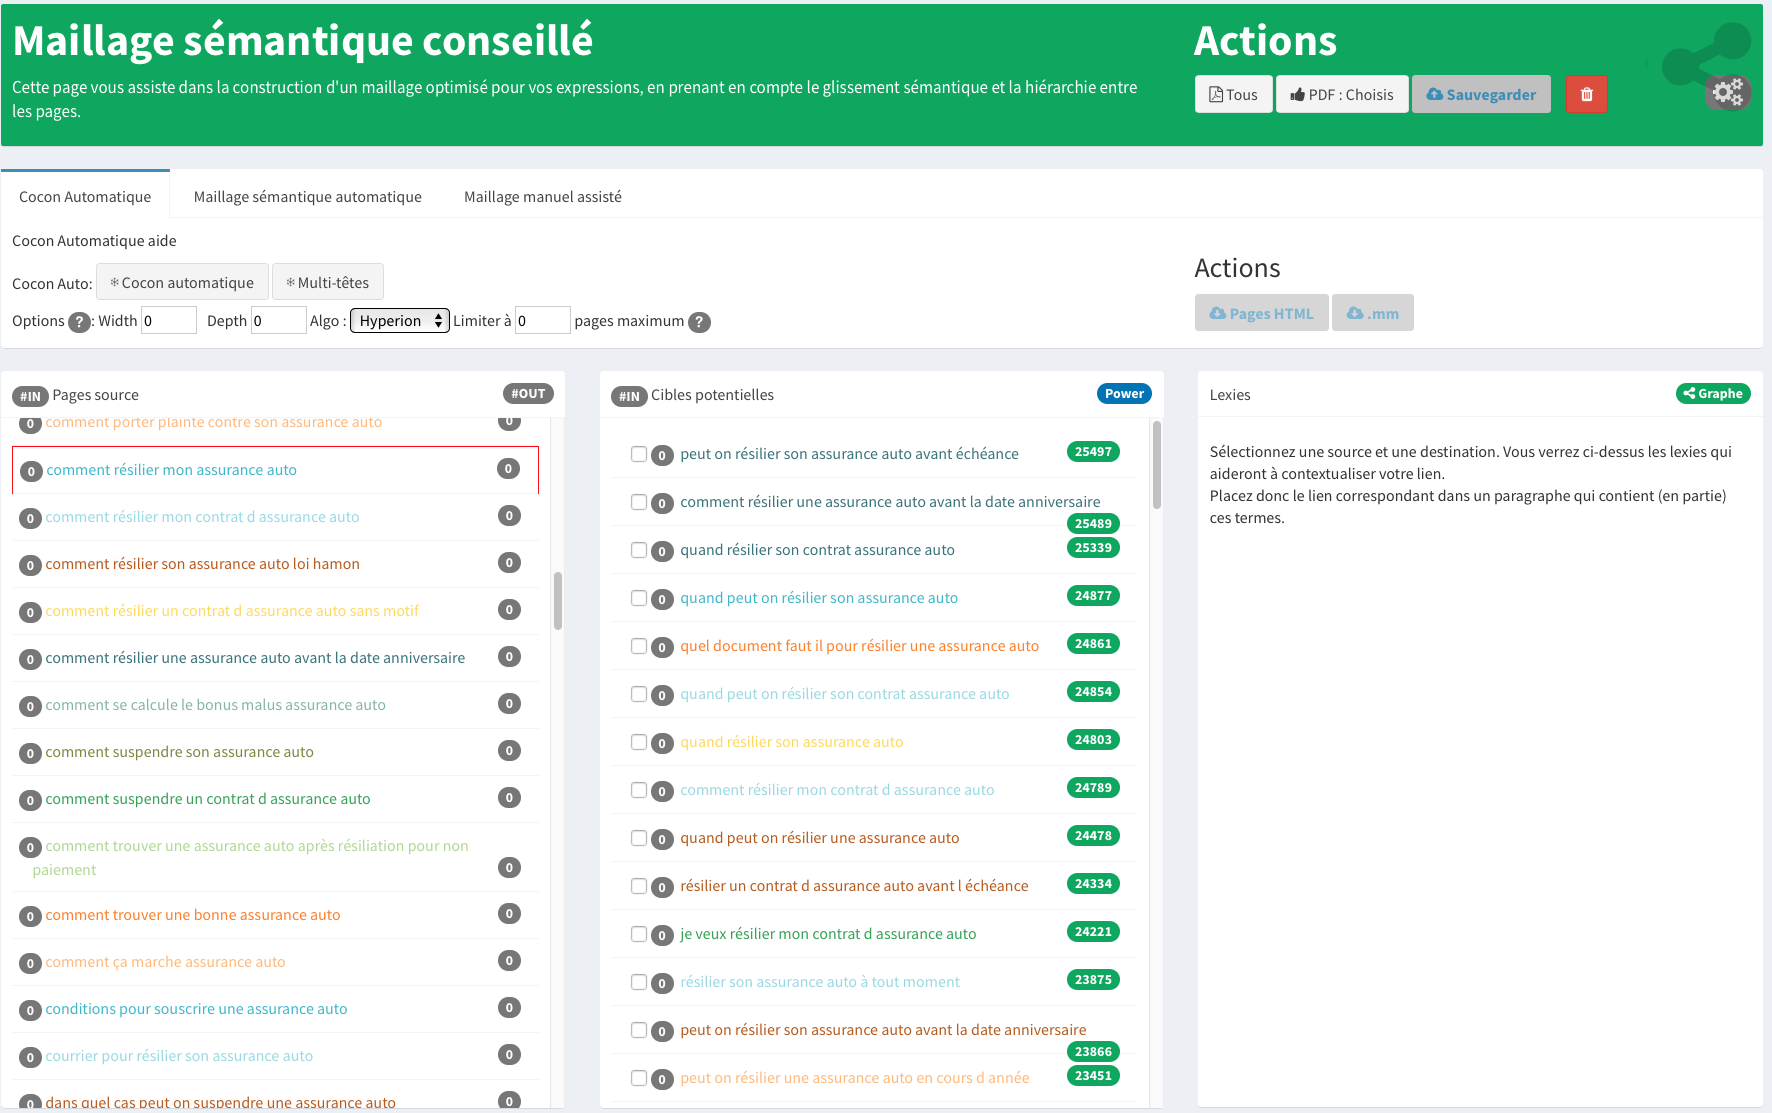 Maillage sémantique conseillé
Cette page vous assiste dans la construction d'un maillage optimisé pour vos expressions, en prenant en compte le glissement sémantique et la hiérarchie entre
les pages.
Actions
Tous
PDF : Choisis
Sauvegarder
Cocon Automatique
Maillage sémantique automatique
Maillage manuel assisté
Cocon Automatique aide
Cocon Auto: Cocon automatique Multi-têtes
Options ?: Width 0 Depth 0 Algo : Hyperion Limiter à 0 pages maximum ?
Actions
Pages HTML
.mm
#IN Pages source #OUT
0 comment porter plainte contre son assurance auto 0
0 comment résilier mon assurance auto 0
0 comment résilier mon contrat d assurance auto 0
0 comment résilier son assurance auto loi hamon 0
0 comment résilier un contrat d assurance auto sans motif 0
0 comment résilier une assurance auto avant la date anniversaire 0
0 comment se calcule le bonus malus assurance auto 0
0 comment suspendre son assurance auto 0
0 comment suspendre un contrat d assurance auto 0
0 comment trouver une assurance auto après résiliation pour non
paiement 0
0 comment trouver une bonne assurance auto 0
0 comment ça marche assurance auto 0
0 conditions pour souscrire une assurance auto 0
0 courrier pour résilier son assurance auto 0
0 dans quel cas peut on suspendre une assurance auto 0
#IN Cibles potentielles Power
0 peut on résilier son assurance auto avant échéance 25497
0 comment résilier une assurance auto avant la date anniversaire
25489
0 quand résilier son contrat assurance auto 25339
0 quand peut on résilier son assurance auto 24877
0 quel document faut il pour résilier une assurance auto 24861
0 quand peut on résilier son contrat assurance auto 24854
0 quand résilier son assurance auto 24803
0 comment résilier mon contrat d assurance auto 24789
0 quand peut on résilier une assurance auto 24478
0 résilier un contrat d assurance auto avant l échéance 24334
0 je veux résilier mon contrat d assurance auto 24221
0 résilier son assurance auto à tout moment 23875
0 peut on résilier son assurance auto avant la date anniversaire
23866
0 peut on résilier une assurance auto en cours d année 23451
Lexies Graphe
Sélectionnez une source et une destination. Vous verrez ci-dessus les lexies qui
aideront à contextualiser votre lien.
Placez donc le lien correspondant dans un paragraphe qui contient (en partie)
ces termes.